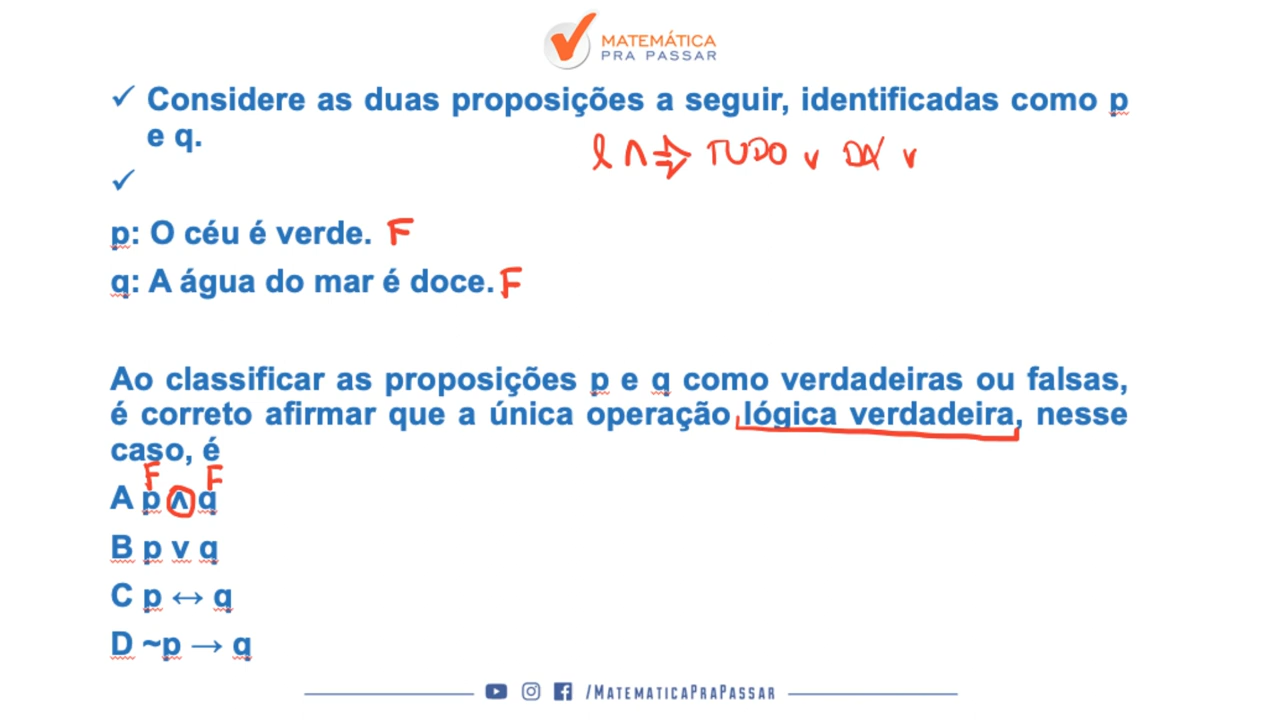 MATEMÁTICA
PRA PASSAR
✓ Considere as duas proposições a seguir, identificadas como p
e q.
e ∧ ⇒ TUDO v DÁ v
✓
p: O céu é verde. F
q: A água do mar é doce. F
Ao classificar as proposições p e q como verdadeiras ou falsas,
é correto afirmar que a única operação lógica verdadeira, nesse
caso, é
F F
A p ∧ q
B p v q
C p ↔ q
D ~p → q
/MATEMATICAPRAPASSAR